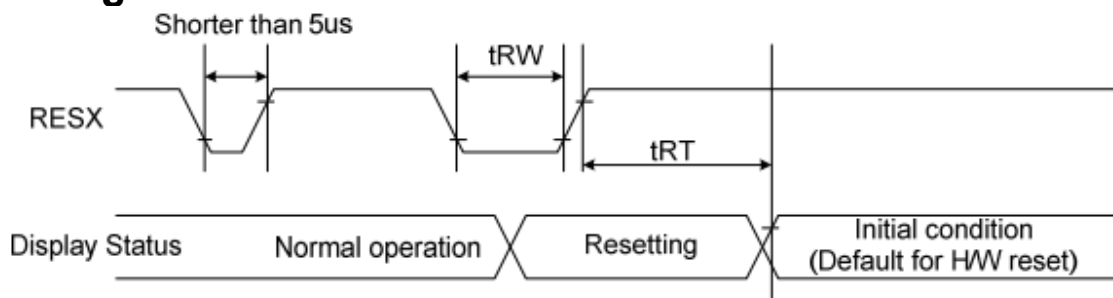 Shorter than 5us
tRW
RESX
tRT
Display Status
Normal operation
Resetting
Initial condition
(Default for H/W reset)